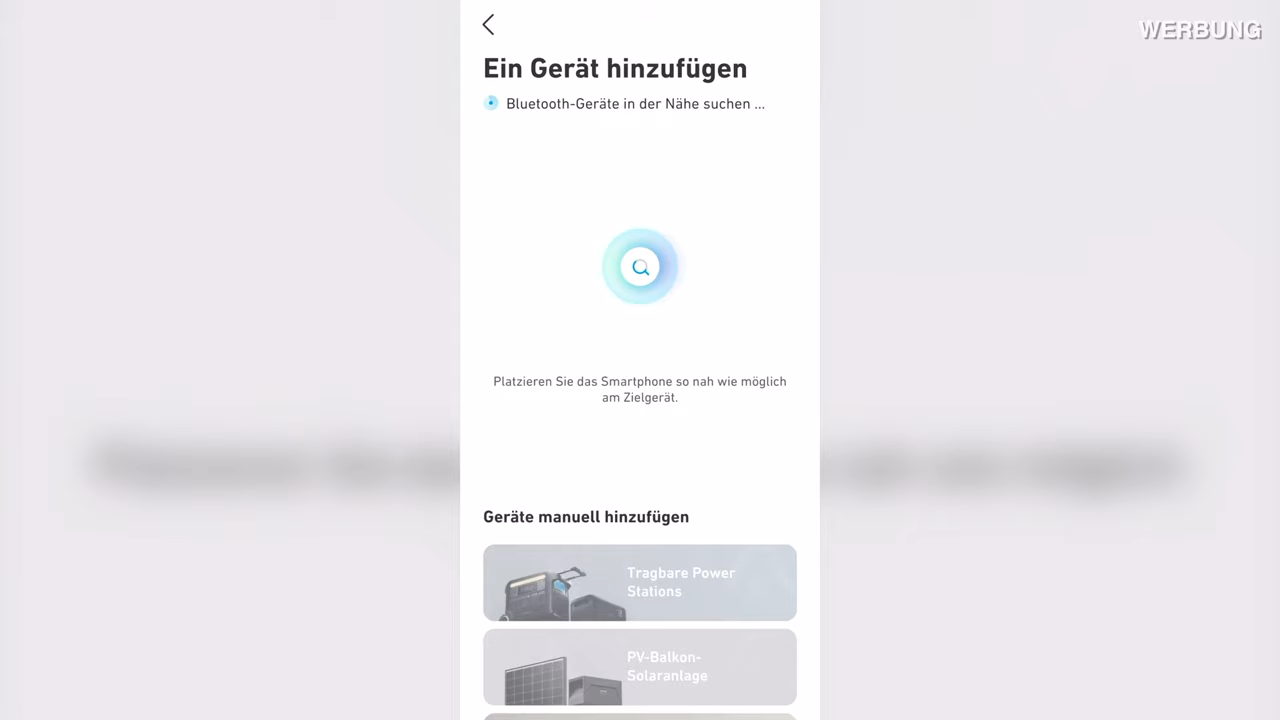 WERBUNG
Ein Gerät hinzufügen
Bluetooth-Geräte in der Nähe suchen ...
Platzieren Sie das Smartphone so nah wie möglich
am Zielgerät.
Geräte manuell hinzufügen
Tragbare Power
Stations
PV-Balkon-
Solaranlage